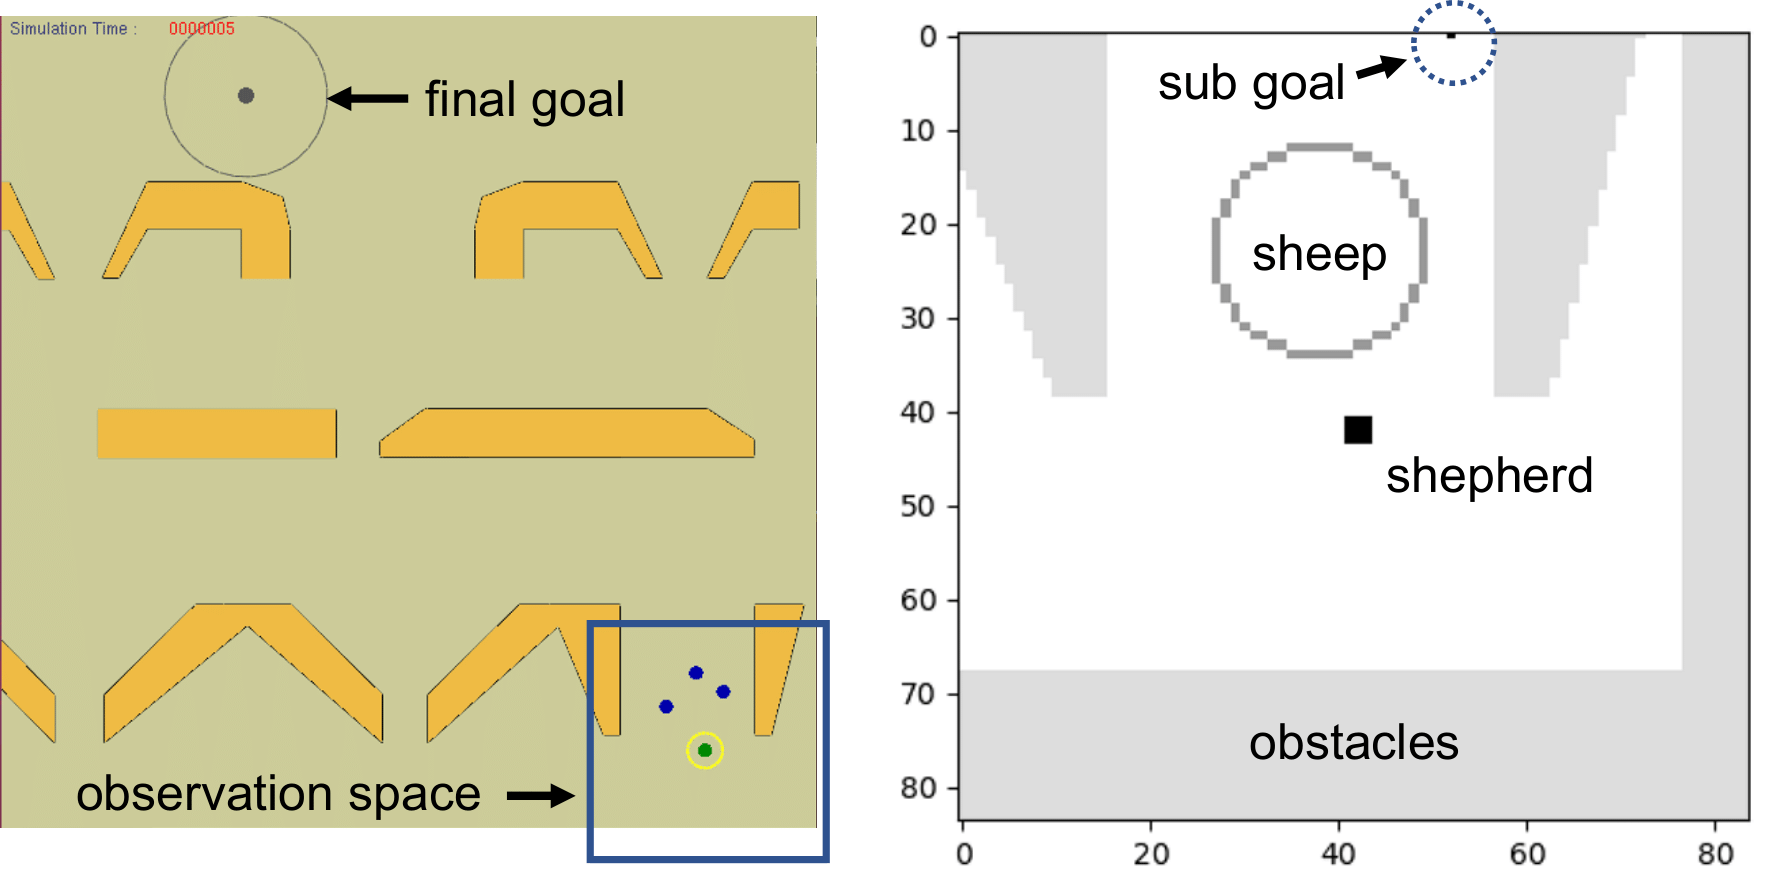 Simulation Time : 0000005
final goal
observation space
0
10
20
30
40
50
60
70
80
sub goal
sheep
shepherd
obstacles
0 20 40 60 80